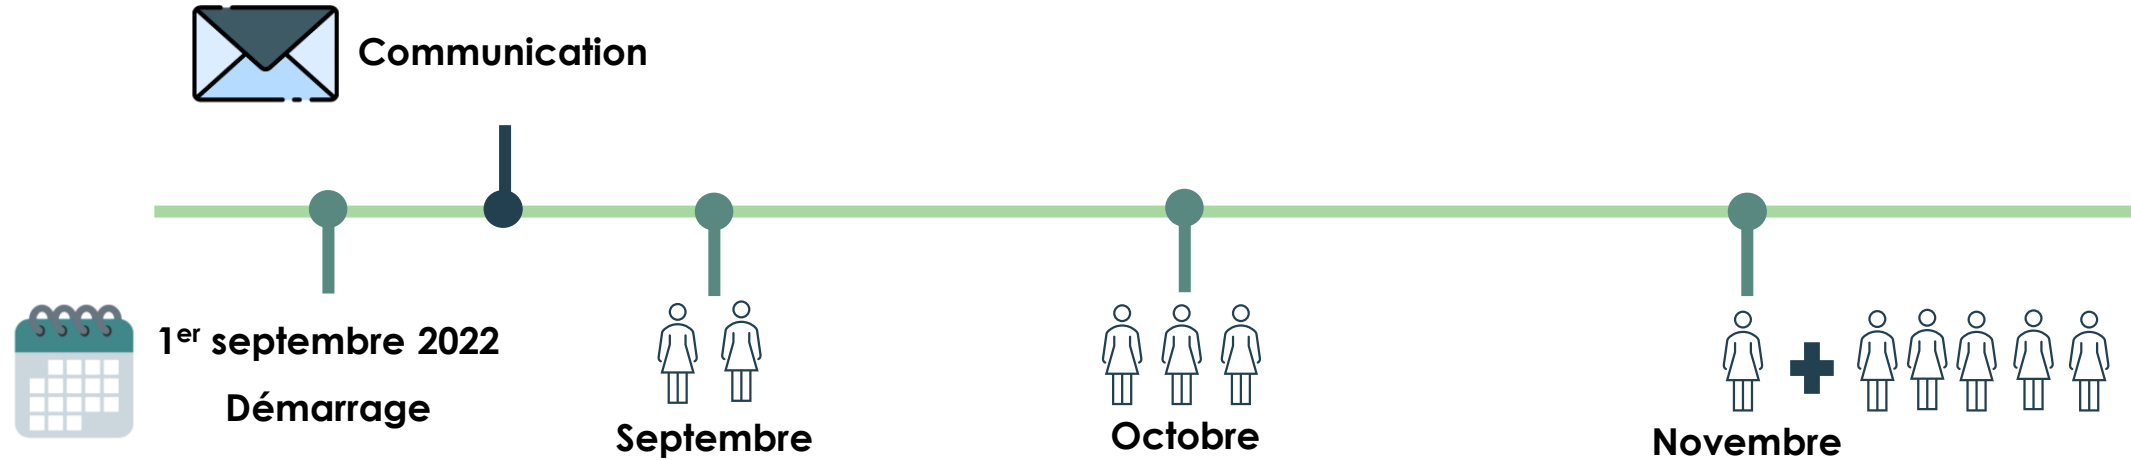 Communication
1er septembre 2022
Démarrage
Septembre
Octobre
Novembre